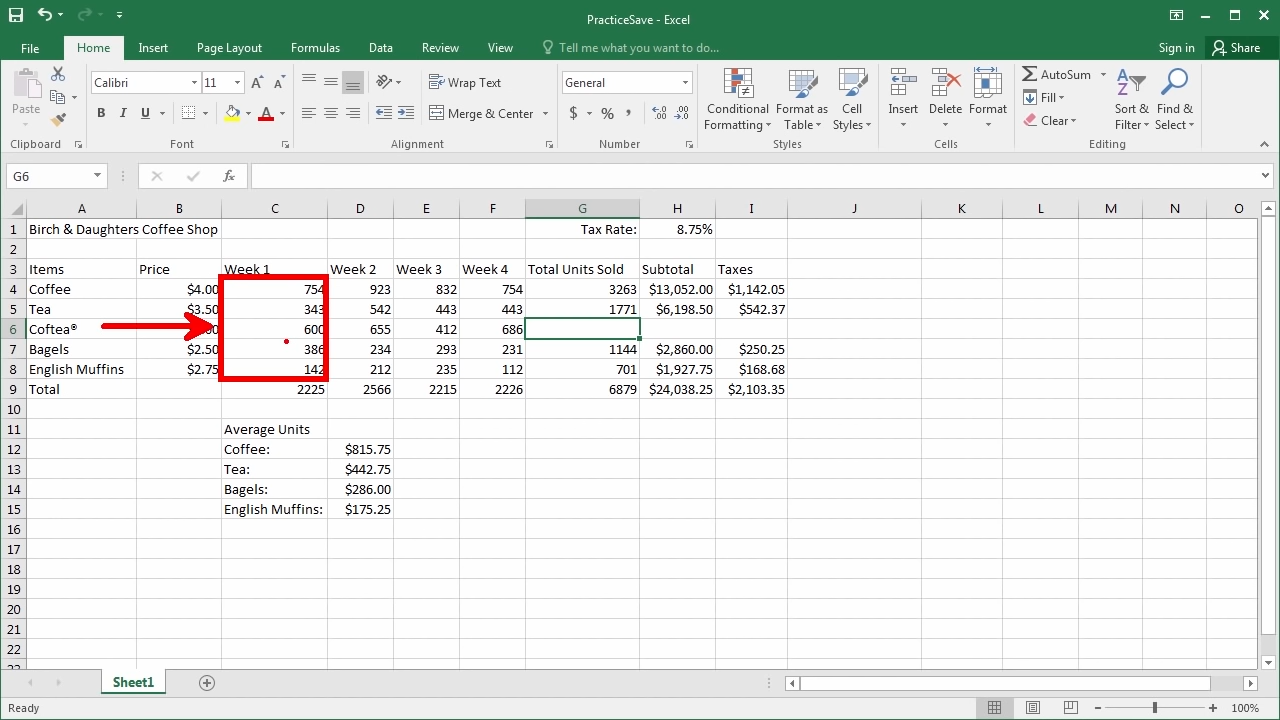 PracticeSave - Excel
File Home Insert Page Layout Formulas Data Review View Tell me what you want to do... Sign in Share
Paste Calibri 11 Wrap Text General Conditional Formatting Format as Table Cell Styles Insert Delete Format AutoSum Sort & Filter Find & Select
B I U Merge & Center $ % , Fill
Clear
Clipboard Font Alignment Number Styles Cells Editing
G6 fx
A B C D E F G H I J K L M N O
1 Birch & Daughters Coffee Shop Tax Rate: 8.75%
2
3 Items Price Week 1 Week 2 Week 3 Week 4 Total Units Sold Subtotal Taxes
4 Coffee $4.00 754 923 832 754 3263 $13,052.00 $1,142.05
5 Tea $3.50 343 542 443 443 1771 $6,198.50 $542.37
6 Coftea® 600 655 412 686
7 Bagels $2.50 386 234 293 231 1144 $2,860.00 $250.25
8 English Muffins $2.75 142 212 235 112 701 $1,927.75 $168.68
9 Total 2225 2566 2215 2226 6879 $24,038.25 $2,103.35
10
11 Average Units
12 Coffee: $815.75
13 Tea: $442.75
14 Bagels: $286.00
15 English Muffins: $175.25
16
17
18
19
20
21
22
Sheet1
Ready 100%